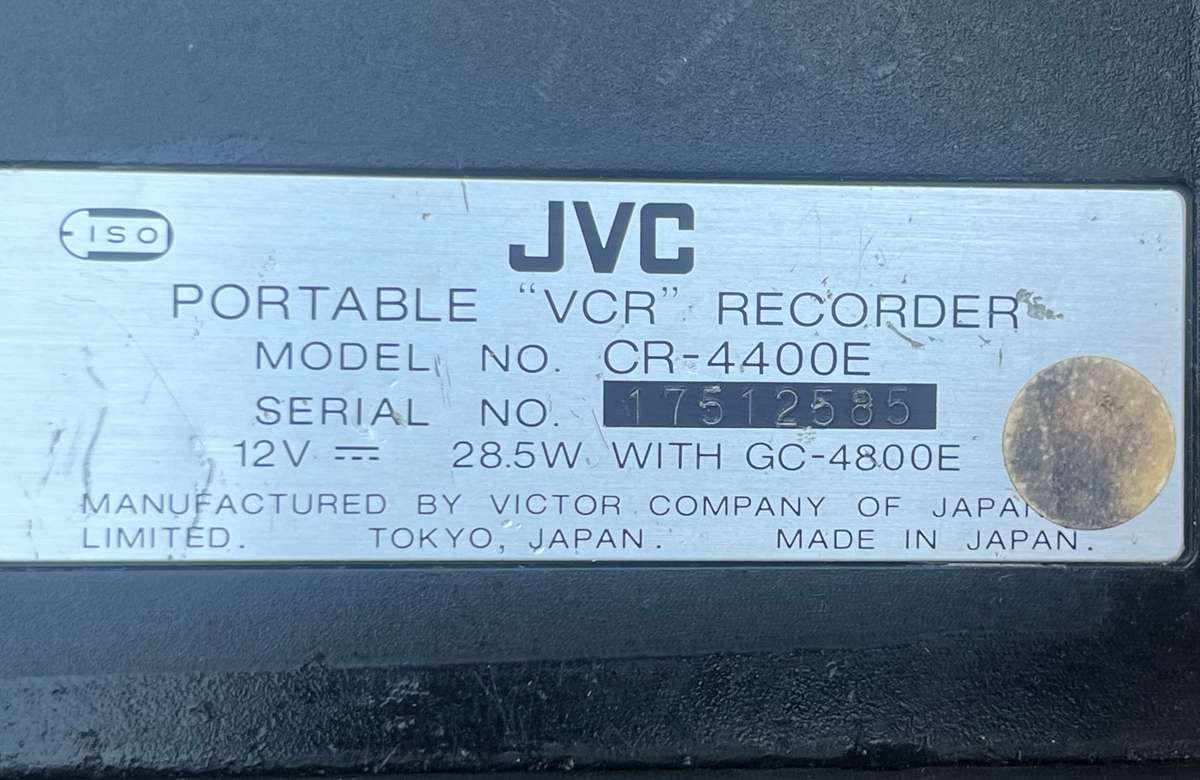 ISO
JVC
PORTABLE “VCR” RECORDER
MODEL NO. CR-4400E
SERIAL NO. 17512585
12V 28.5W WITH GC-4800E
MANUFACTURED BY VICTOR COMPANY OF
LIMITED. TOKYO, JAPAN. MADE IN JAPAN.